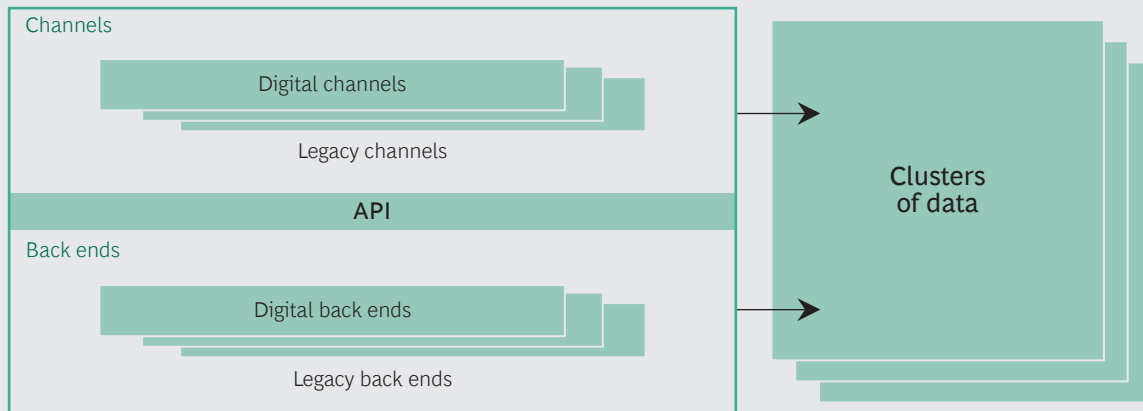 Channels
Digital channels
Legacy channels
API
Back ends
Digital back ends
Legacy back ends
Clusters
of data